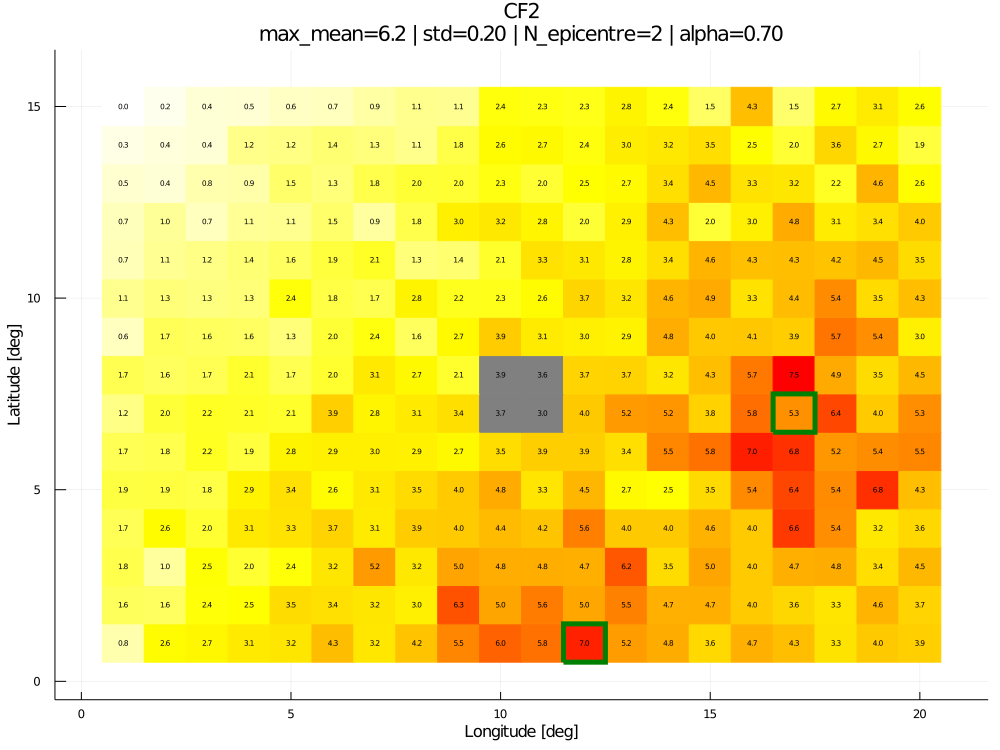 CF2
max_mean=6.2 | std=0.20 | N_epicentre=2 | alpha=0.70
15
0.0 0.2 0.4 0.5 0.6 0.7 0.9 1.1 1.1 2.4 2.3 2.3 2.8 2.4 1.5 4.3 1.5 2.7 3.1 2.6
0.3 0.4 0.4 1.2 1.2 1.4 1.3 1.1 1.8 2.6 2.7 2.4 3.0 3.2 3.5 2.5 2.0 3.6 2.7 1.9
0.5 0.4 0.8 0.9 1.5 1.3 1.8 2.0 2.0 2.3 2.0 2.5 2.7 3.4 4.5 3.3 3.2 2.2 4.6 2.6
0.7 1.0 0.7 1.1 1.1 1.5 0.9 1.8 3.0 3.2 2.8 2.0 2.9 4.3 2.0 3.0 4.8 3.1 3.4 4.0
0.7 1.1 1.2 1.4 1.6 1.9 2.1 1.3 1.4 2.1 3.3 3.1 2.8 3.4 4.6 4.3 4.3 4.2 4.5 3.5
10
1.1 1.3 1.3 1.3 2.4 1.8 1.7 2.8 2.2 2.3 2.6 3.7 3.2 4.6 4.9 3.3 4.4 5.4 3.5 4.3
0.6 1.7 1.6 1.6 1.3 2.0 2.4 1.6 2.7 3.9 3.1 3.0 2.9 4.8 4.0 4.1 3.9 5.7 5.4 3.0
1.7 1.6 1.7 2.1 1.7 2.0 3.1 2.7 2.1 3.9 3.6 3.7 3.7 3.2 4.3 5.7 7.5 4.9 3.5 4.5
1.2 2.0 2.2 2.1 2.1 3.9 2.8 3.1 3.4 3.7 3.0 4.0 5.2 5.2 3.8 5.8 5.3 6.4 4.0 5.3
1.7 1.8 2.2 1.9 2.8 2.9 3.0 2.9 2.7 3.5 3.9 3.9 3.4 5.5 5.8 7.0 6.8 5.2 5.4 5.5
5
1.9 1.9 1.8 2.9 3.4 2.6 3.1 3.5 4.0 4.8 3.3 4.5 2.7 2.5 3.5 5.4 6.4 5.4 6.8 4.3
1.7 2.6 2.0 3.1 3.3 3.7 3.1 3.9 4.0 4.4 4.2 5.6 4.0 4.0 4.6 4.0 6.6 5.4 3.2 3.6
1.8 1.0 2.5 2.0 2.4 3.2 5.2 3.2 5.0 4.8 4.8 4.7 6.2 3.5 5.0 4.0 4.7 4.8 3.4 4.5
1.6 1.6 2.4 2.5 3.5 3.4 3.2 3.0 6.3 5.0 5.6 5.0 5.5 4.7 4.7 4.0 3.6 3.3 4.6 3.7
0.8 2.6 2.7 3.1 3.2 4.3 3.2 4.2 5.5 6.0 5.8 7.0 5.2 4.8 3.6 4.7 4.3 3.3 4.0 3.9
0
Latitude [deg]
0 5 10 15 20
Longitude [deg]